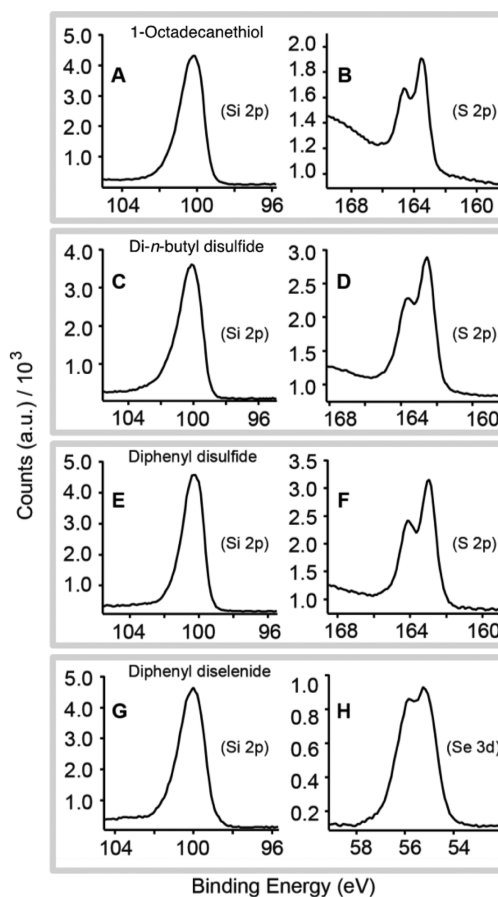 1-Octadecanethiol
5.0
4.0
3.0
2.0
1.0
A
(Si 2p)
104 100 96
2.0
1.8
1.6
1.4
1.2
1.0
B
(S 2p)
168 164 160
Di-n-butyl disulfide
4.0
3.0
2.0
1.0
C
(Si 2p)
104 100 96
3.0
2.5
2.0
1.5
1.0
D
(S 2p)
168 164 160
Diphenyl disulfide
5.0
4.0
3.0
2.0
1.0
E
(Si 2p)
104 100 96
3.5
3.0
2.5
2.0
1.5
1.0
F
(S 2p)
168 164 160
Diphenyl diselenide
5.0
4.0
3.0
2.0
1.0
G
(Si 2p)
104 100 96
1.0
0.8
0.6
0.4
0.2
H
(Se 3d)
58 56 54
Counts (a.u.) / 10³
Binding Energy (eV)